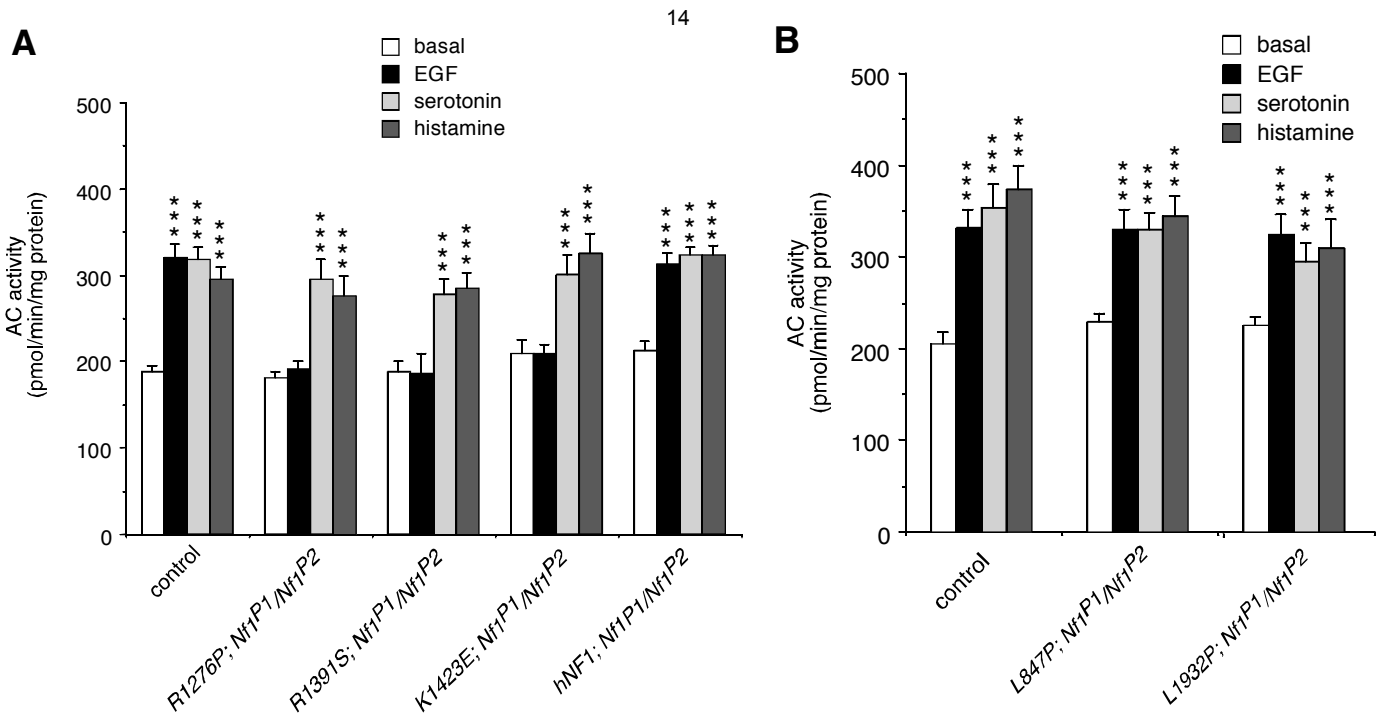 14
A
basal
EGF
serotonin
histamine
500
400
300
200
100
0
AC activity
(pmol/min/mg protein)
***
***
***
***
***
***
***
***
***
***
***
***
control
R1276P; Nf1P1/Nf1P2
R1391S; Nf1P1/Nf1P2
K1423E; Nf1P1/Nf1P2
hNF1; Nf1P1/Nf1P2
B
basal
EGF
serotonin
histamine
500
400
300
200
100
0
AC activity
(pmol/min/mg protein)
***
***
***
***
***
***
***
***
***
control
L847P; Nf1P1/Nf1P2
L1932P; Nf1P1/Nf1P2